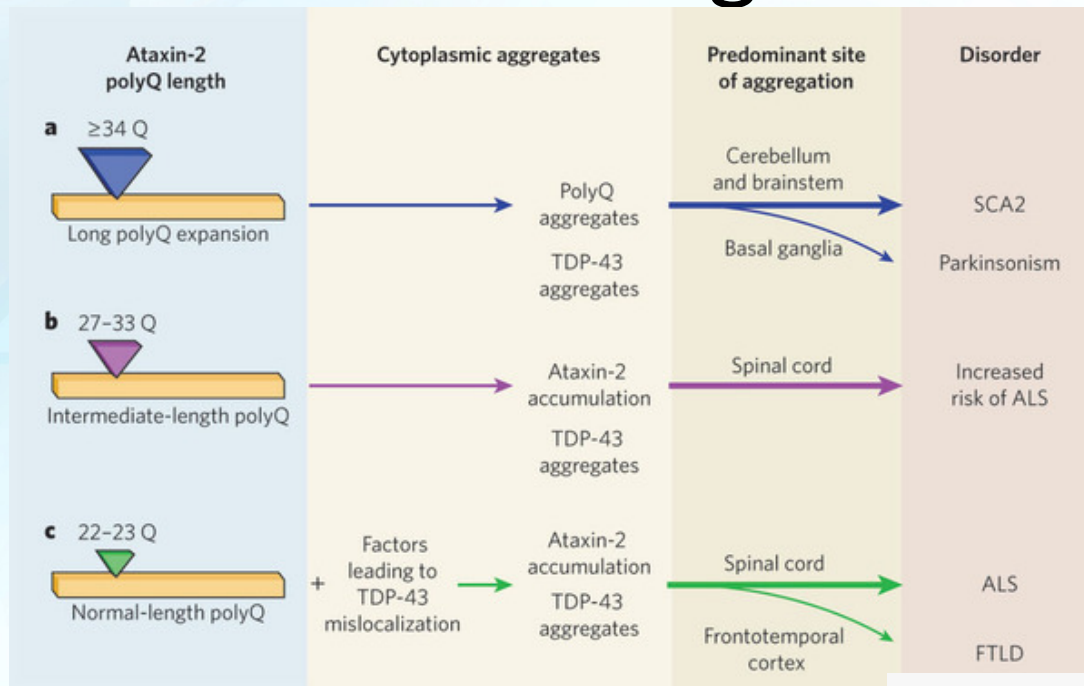 Ataxin-2
polyQ length
Cytoplasmic aggregates
Predominant site
of aggregation
Disorder
a ≥34 Q
Long polyQ expansion
PolyQ
aggregates
TDP-43
aggregates
Cerebellum
and brainstem
Basal ganglia
SCA2
Parkinsonism
b 27–33 Q
Intermediate-length polyQ
Ataxin-2
accumulation
TDP-43
aggregates
Spinal cord
Increased
risk of ALS
c 22–23 Q
Normal-length polyQ
+
Factors
leading to
TDP-43
mislocalization
Ataxin-2
accumulation
TDP-43
aggregates
Spinal cord
Frontotemporal
cortex
ALS
FTLD